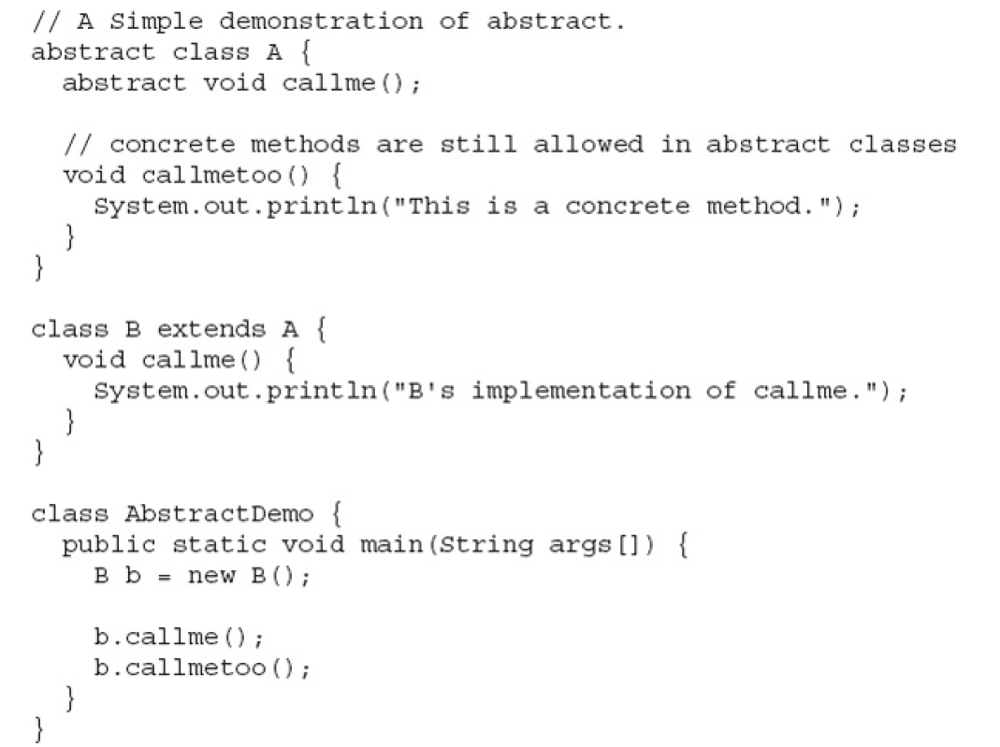 // A Simple demonstration of abstract.
abstract class A {
  abstract void callme();

  // concrete methods are still allowed in abstract classes
  void callmetoo() {
    System.out.println("This is a concrete method.");
  }
}

class B extends A {
  void callme() {
    System.out.println("B's implementation of callme.");
  }
}

class AbstractDemo {
  public static void main(String args[]) {
    B b = new B();

    b.callme();
    b.callmetoo();
  }
}